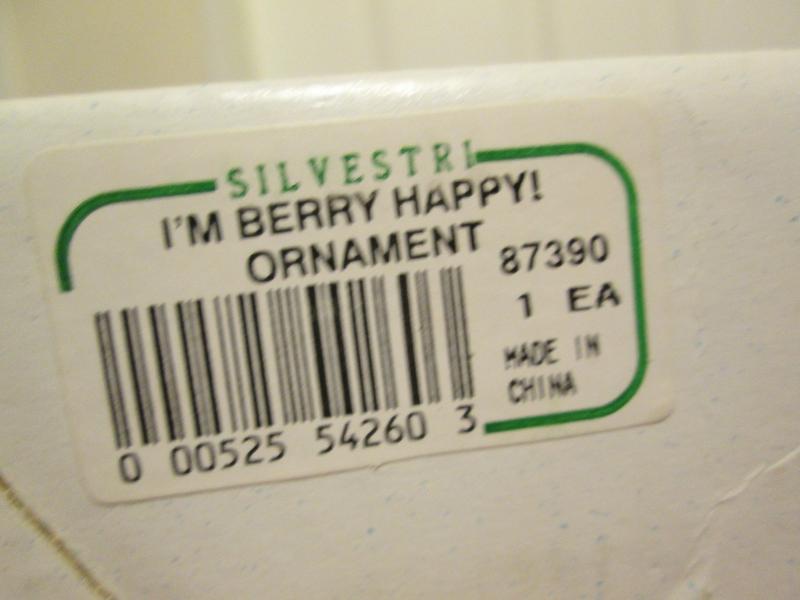 SILVESTRI
I'M BERRY HAPPY!
ORNAMENT
87390
1 EA
MADE IN
CHINA
0 00525 54260 3